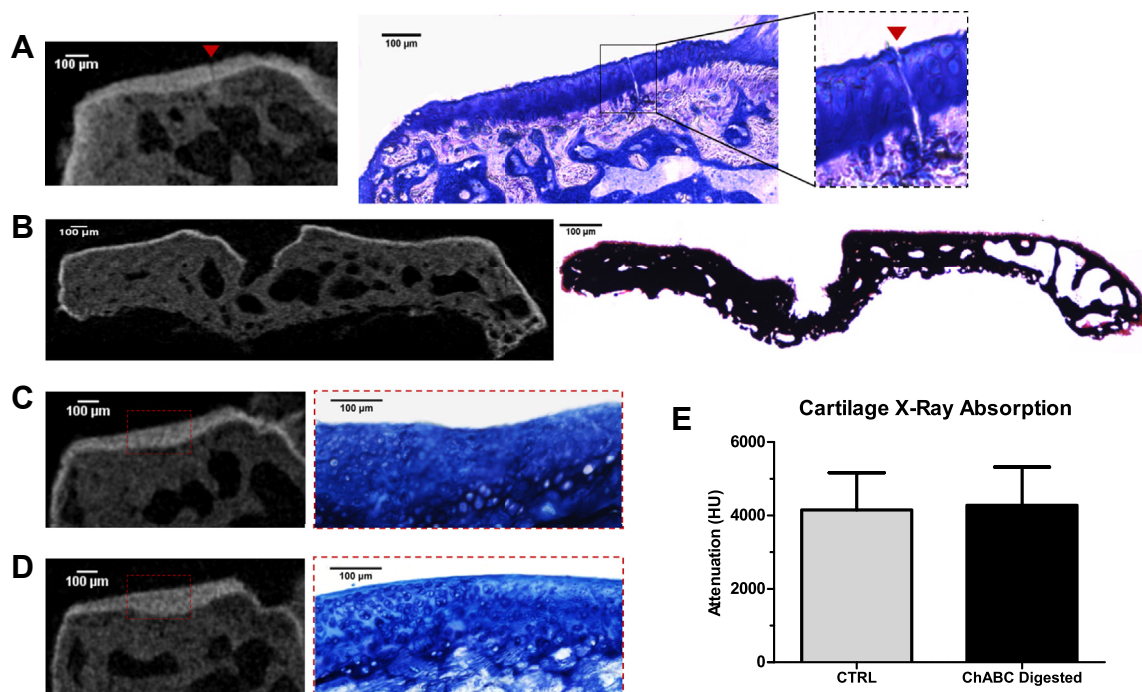 A
100 µm
100 µm
B
100 µm
100 µm
C
100 µm
100 µm
D
100 µm
100 µm
E
Cartilage X-Ray Absorption
Attenuation (HU)
6000
4000
2000
0
CTRL
ChABC Digested